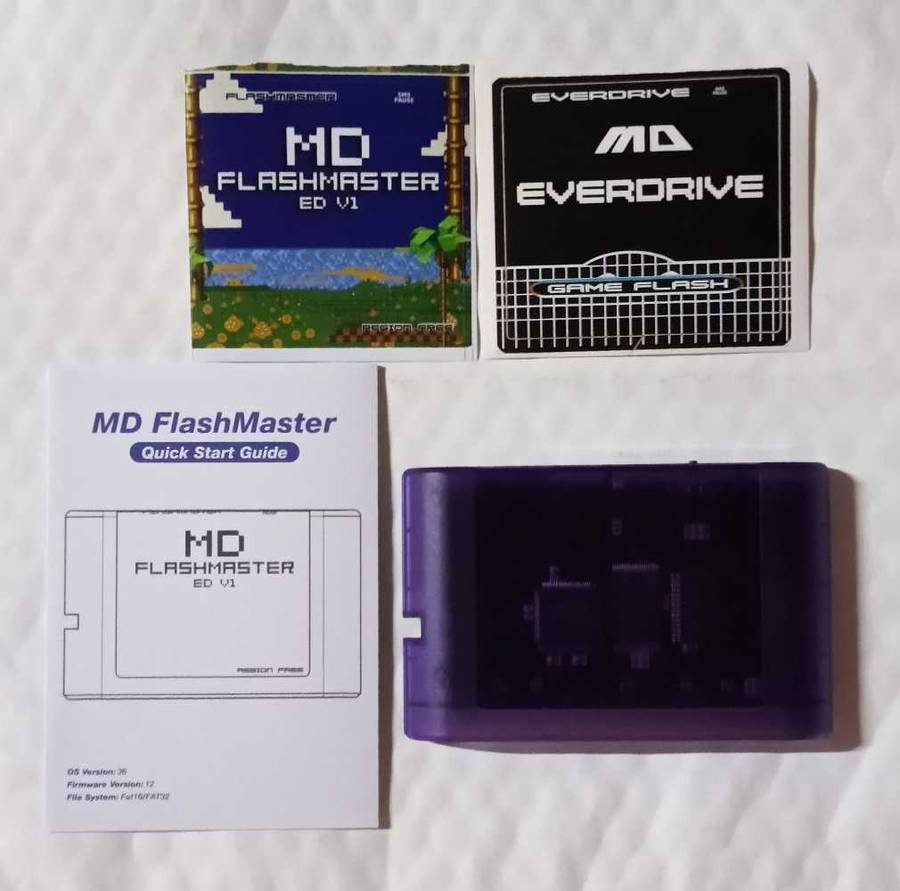 FLASHMASTER
SMS
PAUSE
MD
FLASHMASTER
ED V1
REGION FREE
EVERDRIVE
SMS
PAUSE
MD
EVERDRIVE
GAME FLASH
MD FlashMaster
Quick Start Guide
MD
FLASHMASTER
ED V1
REGION FREE
OS Version: 36
Firmware Version: 12
File System: Fat16/FAT32